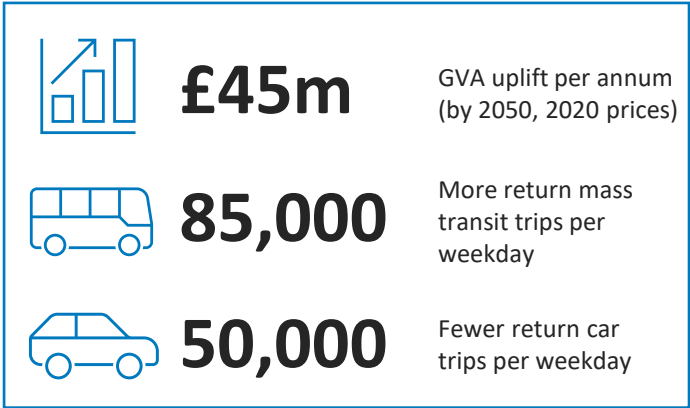 £45m
GVA uplift per annum
(by 2050, 2020 prices)
85,000
More return mass
transit trips per
weekday
50,000
Fewer return car
trips per weekday